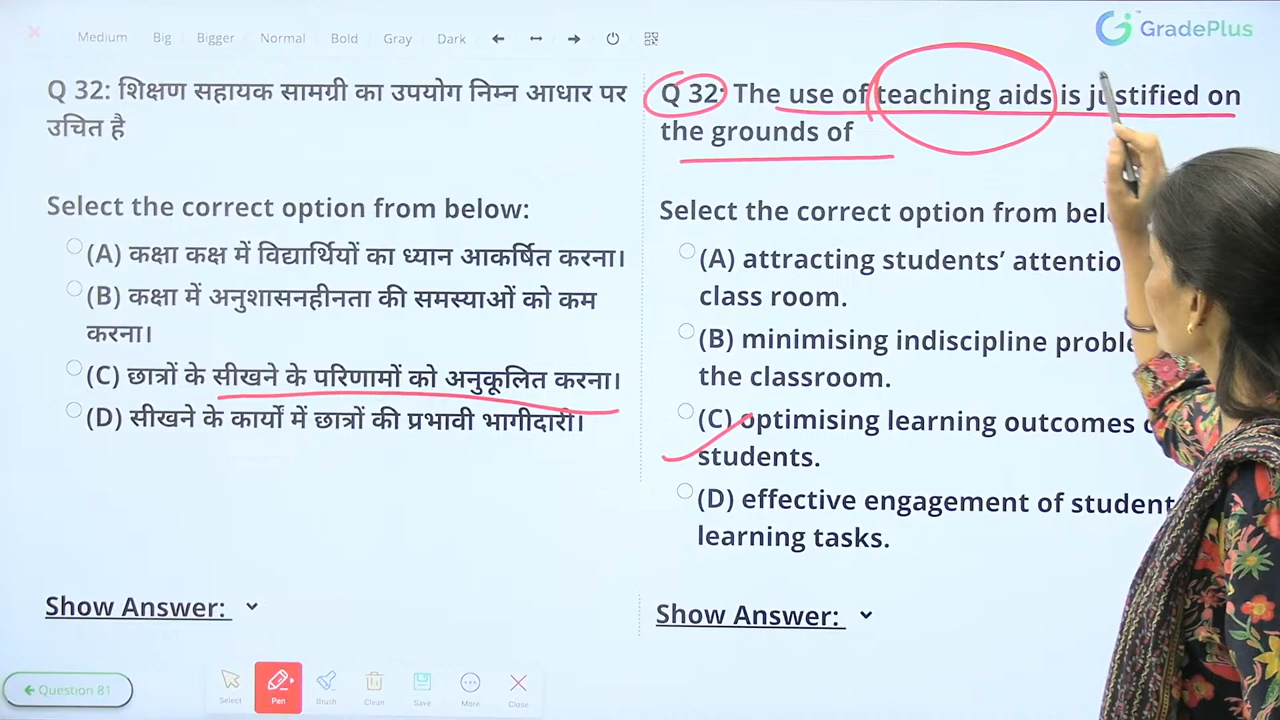 Medium Big Bigger Normal Bold Gray Dark
GradePlus
Q 32: शिक्षण सहायक सामग्री का उपयोग निम्न आधार पर
उचित है
Select the correct option from below:
(A) कक्षा कक्ष में विद्यार्थियों का ध्यान आकर्षित करना।
(B) कक्षा में अनुशासनहीनता की समस्याओं को कम
करना।
(C) छात्रों के सीखने के परिणामों को अनुकूलित करना।
(D) सीखने के कार्यों में छात्रों की प्रभावी भागीदारी।
Show Answer:
Q 32: The use of teaching aids is justified on
the grounds of
Select the correct option from
(A) attracting students’
class room.
(B) minimising indiscipline
the classroom.
(C) optimising learning outcomes
students.
(D) effective engagement of
learning tasks.
Show Answer:
Question 81
Select Pen Brush Clean Save More Close